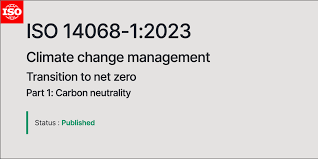 ISO
ISO 14068-1:2023
Climate change management
Transition to net zero
Part 1: Carbon neutrality
Status : Published